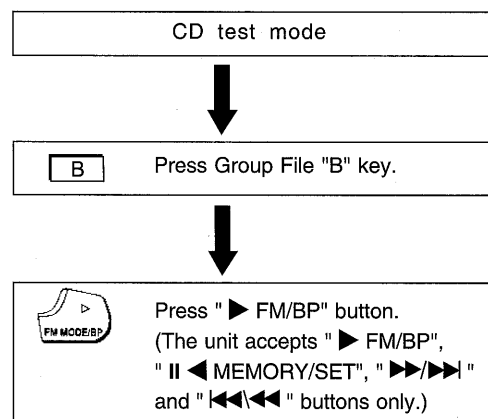 CD test mode
B
Press Group File "B" key.
▷
FM MODE/BP
Press " ▶ FM/BP" button.
(The unit accepts " ▶ FM/BP",
" ⏸ ◀ MEMORY/SET", " ▶▶/▶▶| "
and " |◀◀\◀◀ " buttons only.)